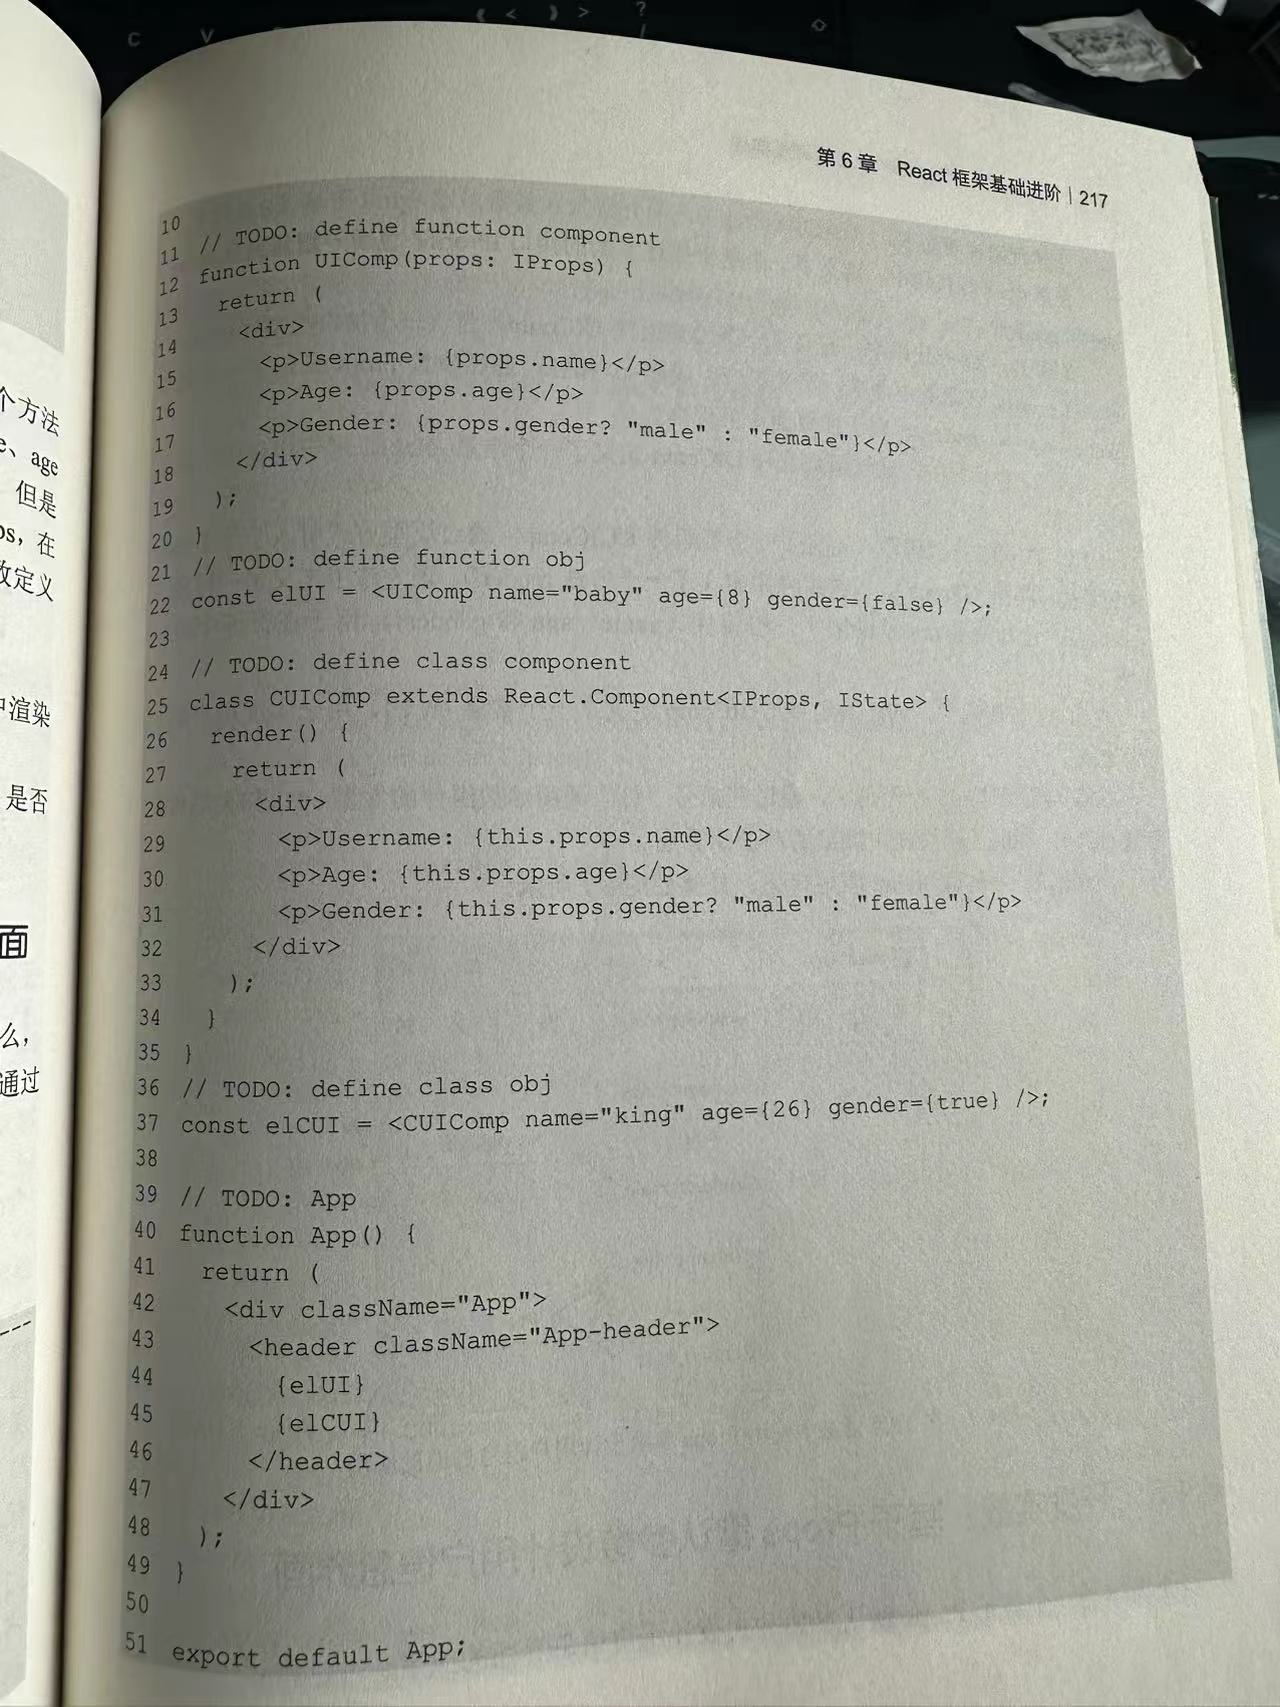 第 6 章 React 框架基础进阶 | 217
10
11 // TODO: define function component
12 function UIComp(props: IProps) {
13 return (
14 <div>
15 <p>Username: {props.name}</p>
16 <p>Age: {props.age}</p>
17 <p>Gender: {props.gender? "male" : "female"}</p>
18 </div>
19 );
20 }
21 // TODO: define function obj
22 const elUI = <UIComp name="baby" age={8} gender={false} />;
23
24 // TODO: define class component
25 class CUIComp extends React.Component<IProps, IState> {
26 render() {
27 return (
28 <div>
29 <p>Username: {this.props.name}</p>
30 <p>Age: {this.props.age}</p>
31 <p>Gender: {this.props.gender? "male" : "female"}</p>
32 </div>
33 );
34 }
35 }
36 // TODO: define class obj
37 const elCUI = <CUIComp name="king" age={26} gender={true} />;
38
39 // TODO: App
40 function App() {
41 return (
42 <div className="App">
43 <header className="App-header">
44 {elUI}
45 {elCUI}
46 </header>
47 </div>
48 );
49 }
50
51 export default App;
个方法
e、age
但是
ps，在
改定义
中渲染
是否
面
么，
通过
C V < > ?